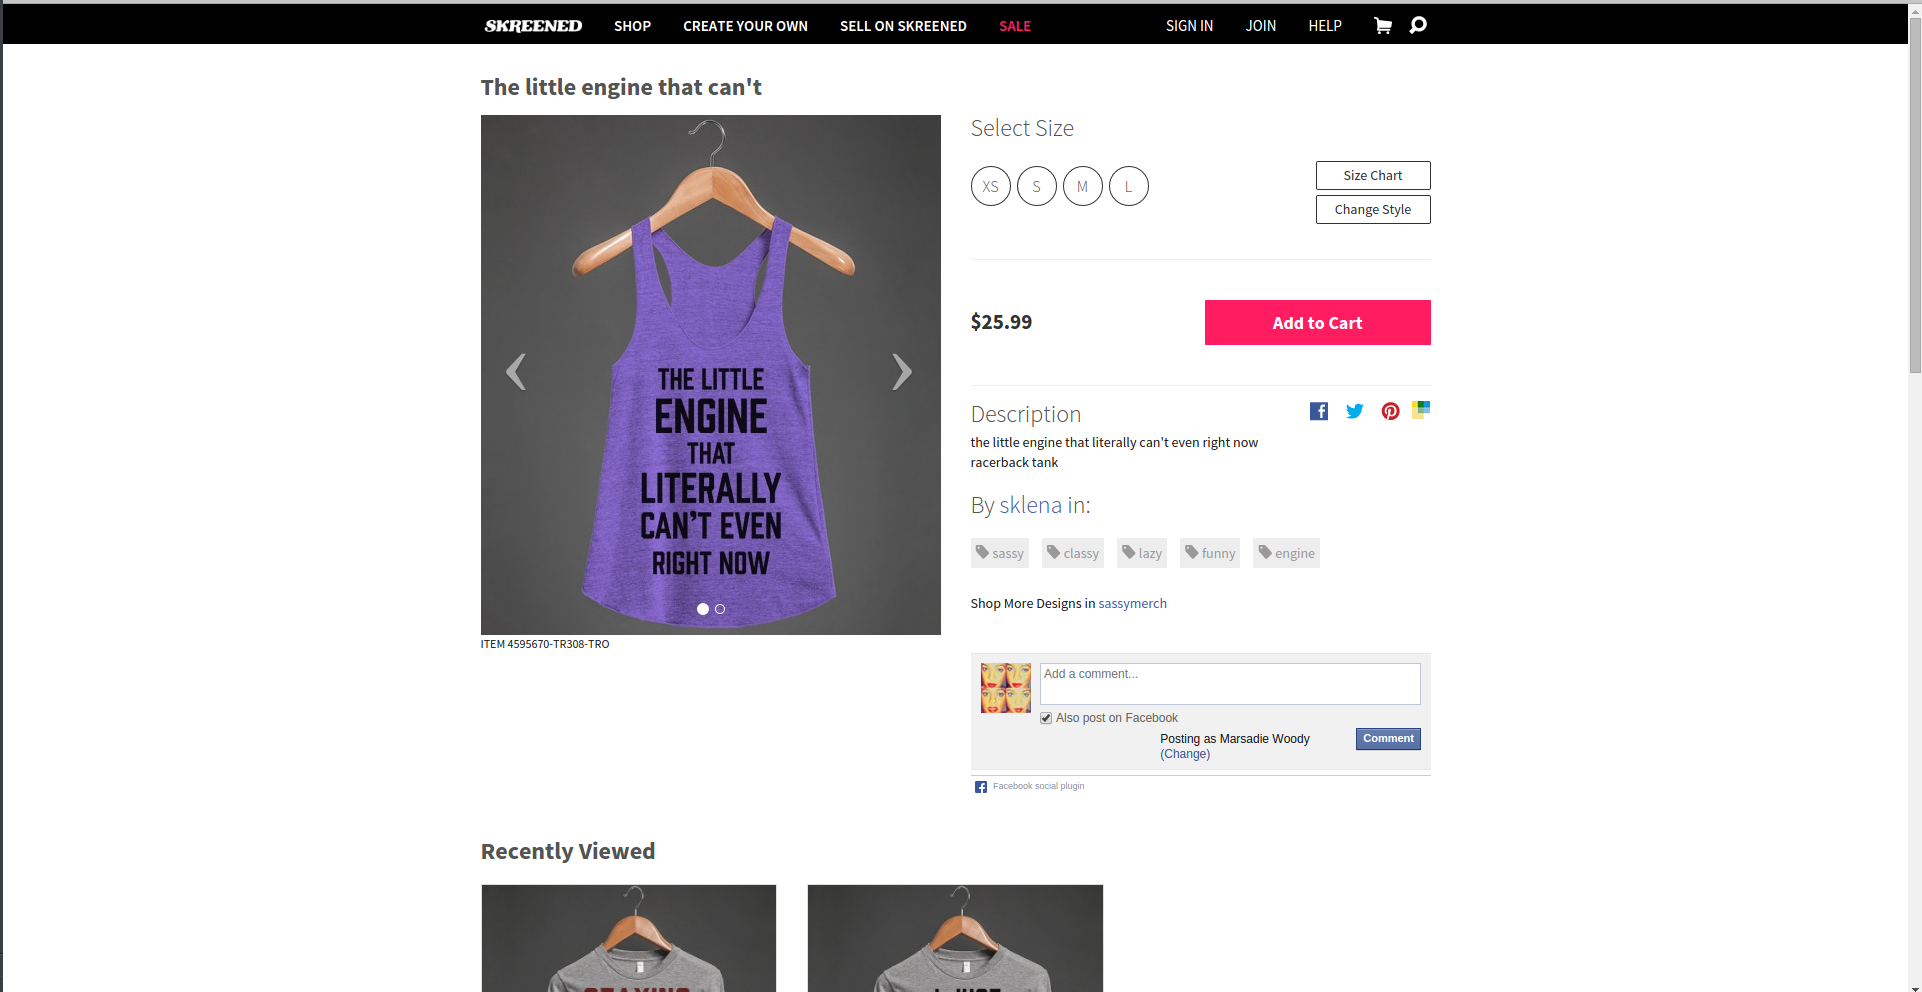 SKREENED SHOP CREATE YOUR OWN SELL ON SKREENED SALE SIGN IN JOIN HELP
The little engine that can't
THE LITTLE
ENGINE
THAT
LITERALLY
CAN'T EVEN
RIGHT NOW
ITEM 4595670-TR308-TRO
Select Size
XS S M L
Size Chart
Change Style
$25.99 Add to Cart
Description
the little engine that literally can't even right now
racerback tank
By sklena in:
sassy classy lazy funny engine
Shop More Designs in sassymerch
Add a comment...
Also post on Facebook
Posting as Marsadie Woody
(Change)
Comment
Facebook social plugin
Recently Viewed